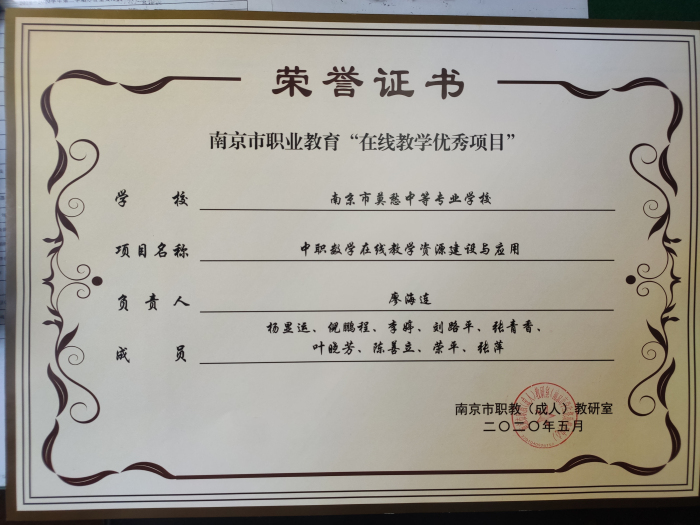 荣誉证书
南京市职业教育“在线教学优秀项目”
学 校 南京市莫愁中等专业学校
项目名称 中职数学在线教学资源建设与应用
负责人 廖海连
杨显运、倪鹏程、李婷、刘路平、张青香、
成 员 叶晓芳、陈善立、荣平、张萍
南京市职教（成人）教研室
二〇二〇年五月